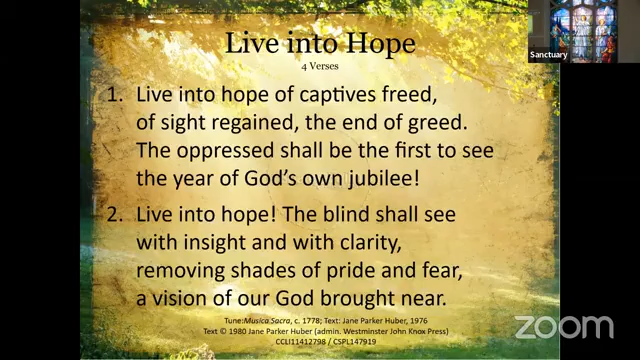 Live into Hope
4 Verses
1. Live into hope of captives freed,
of sight regained, the end of greed.
The oppressed shall be the first to see
the year of God's own jubilee!
2. Live into hope! The blind shall see
with insight and with clarity,
removing shades of pride and fear,
a vision of our God brought near.
Tune:Musica Sacra, c. 1778; Text: Jane Parker Huber, 1976
Text © 1980 Jane Parker Huber (admin. Westminster John Knox Press)
CCLI11412798 / CSPL147919
Sanctuary
zoom